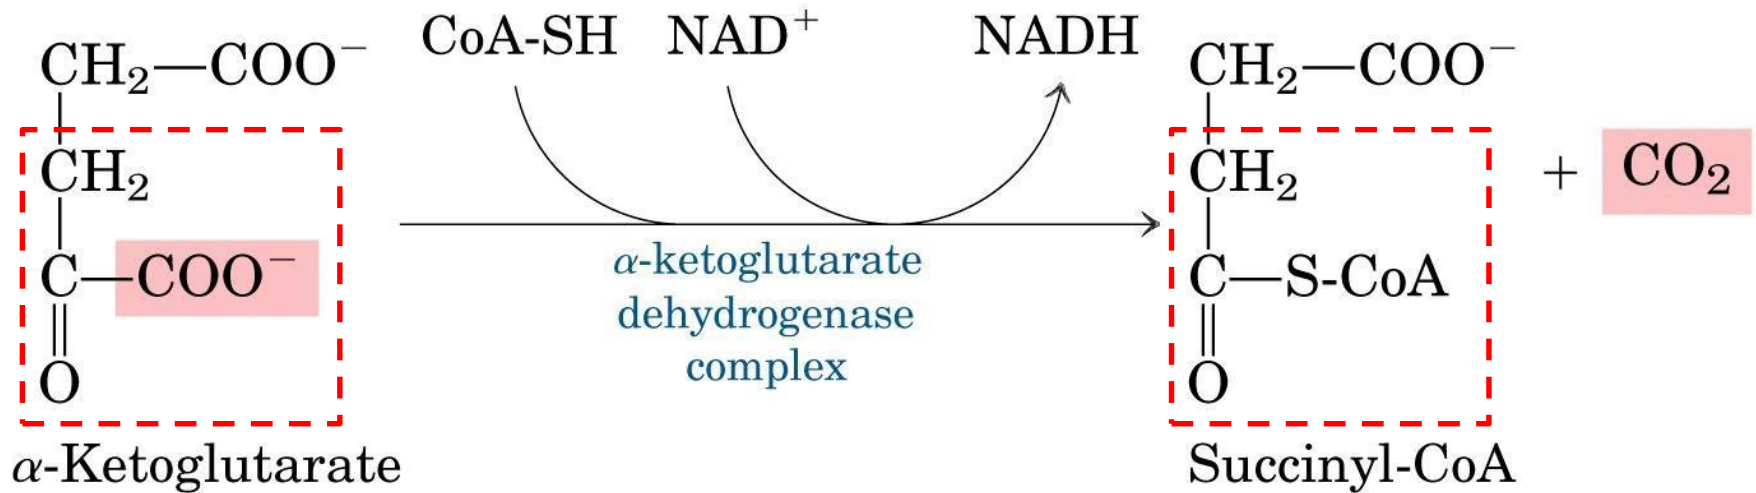 CH₂—COO⁻
CH₂
C—COO⁻
O
α-Ketoglutarate
CoA-SH NAD⁺ NADH
α-ketoglutarate
dehydrogenase
complex
CH₂—COO⁻
CH₂
C—S-CoA
O
Succinyl-CoA
+ CO₂